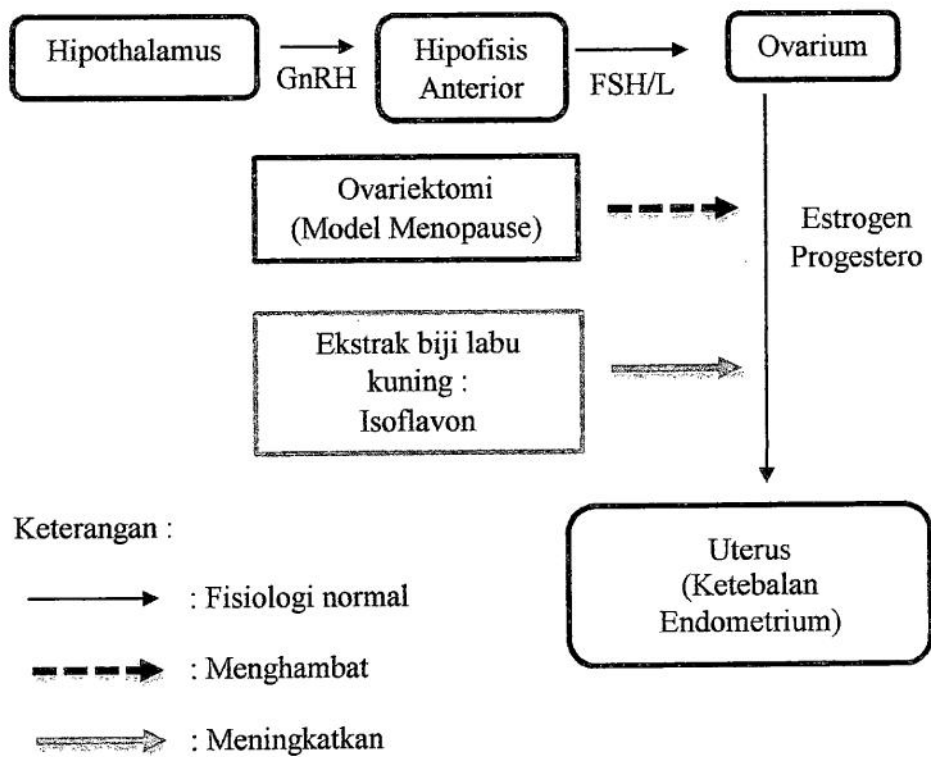 Hipothalamus
GnRH
Hipofisis
Anterior
FSH/L
Ovarium
Ovariektomi
(Model Menopause)
Estrogen
Progestero
Ekstrak biji labu
kuning :
Isoflavon
Uterus
(Ketebalan
Endometrium)
Keterangan :
: Fisiologi normal
: Menghambat
: Meningkatkan